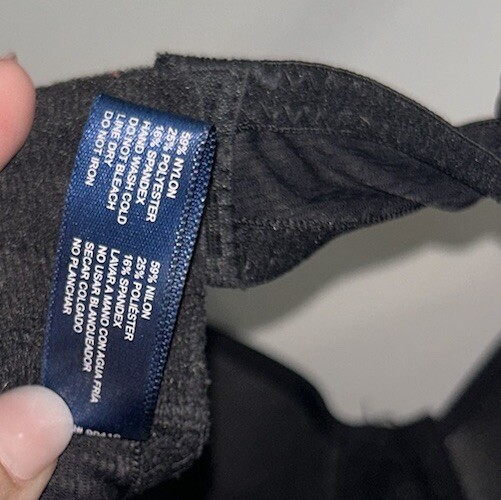 59% NYLON
25% POLYESTER
16% SPANDEX
HAND WASH COLD
DO NOT BLEACH
LINE DRY
DO NOT IRON
59% NILON
25% POLIÉSTER
16% SPANDEX
LAVAR A MANO CON AGUA FRIA
NO USAR BLANQUEADOR
SECAR COLGADO
NO PLANCHAR